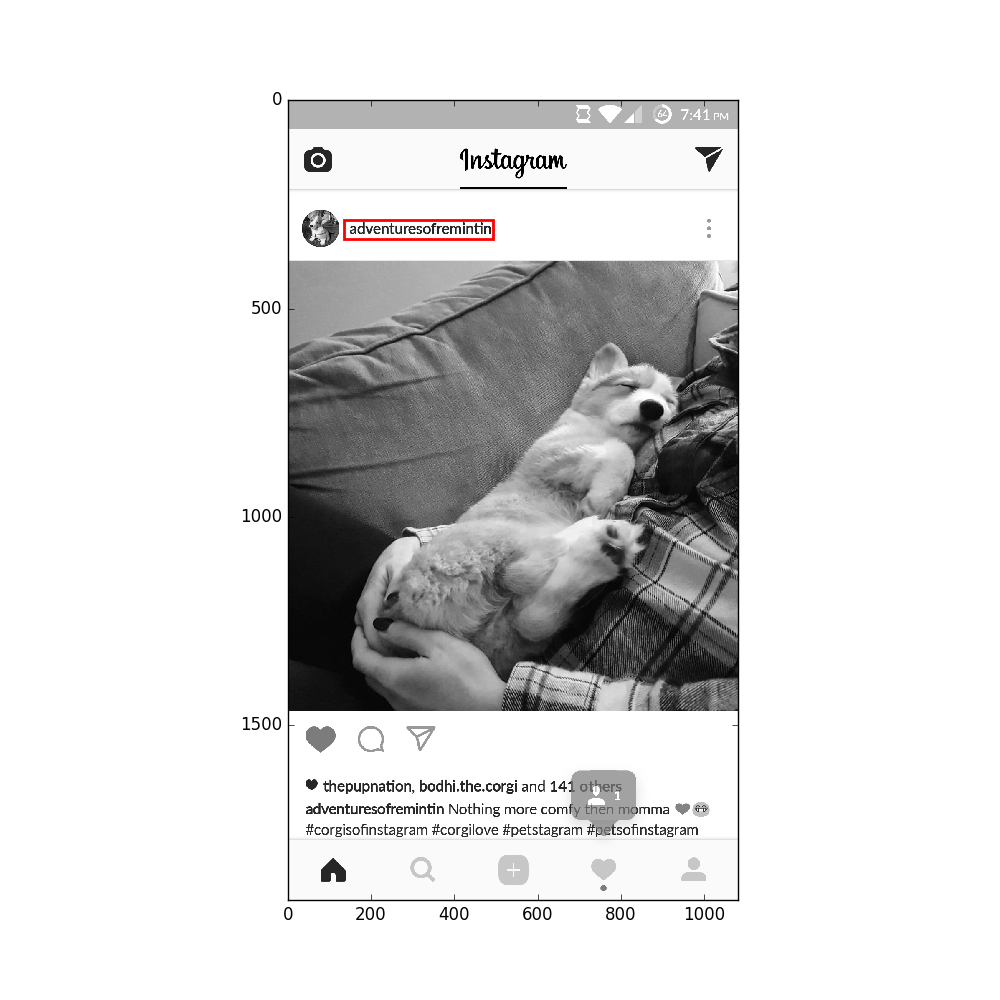 0
64 7:41 PM
Instagram
adventuresofremintin
500
1000
1500
thepupnation, bodhi.the.corgi and 141 others
1
adventuresofremintin Nothing more comfy then momma
#corgisofinstagram #corgilove #petstagram #petsofinstagram
0 200 400 600 800 1000